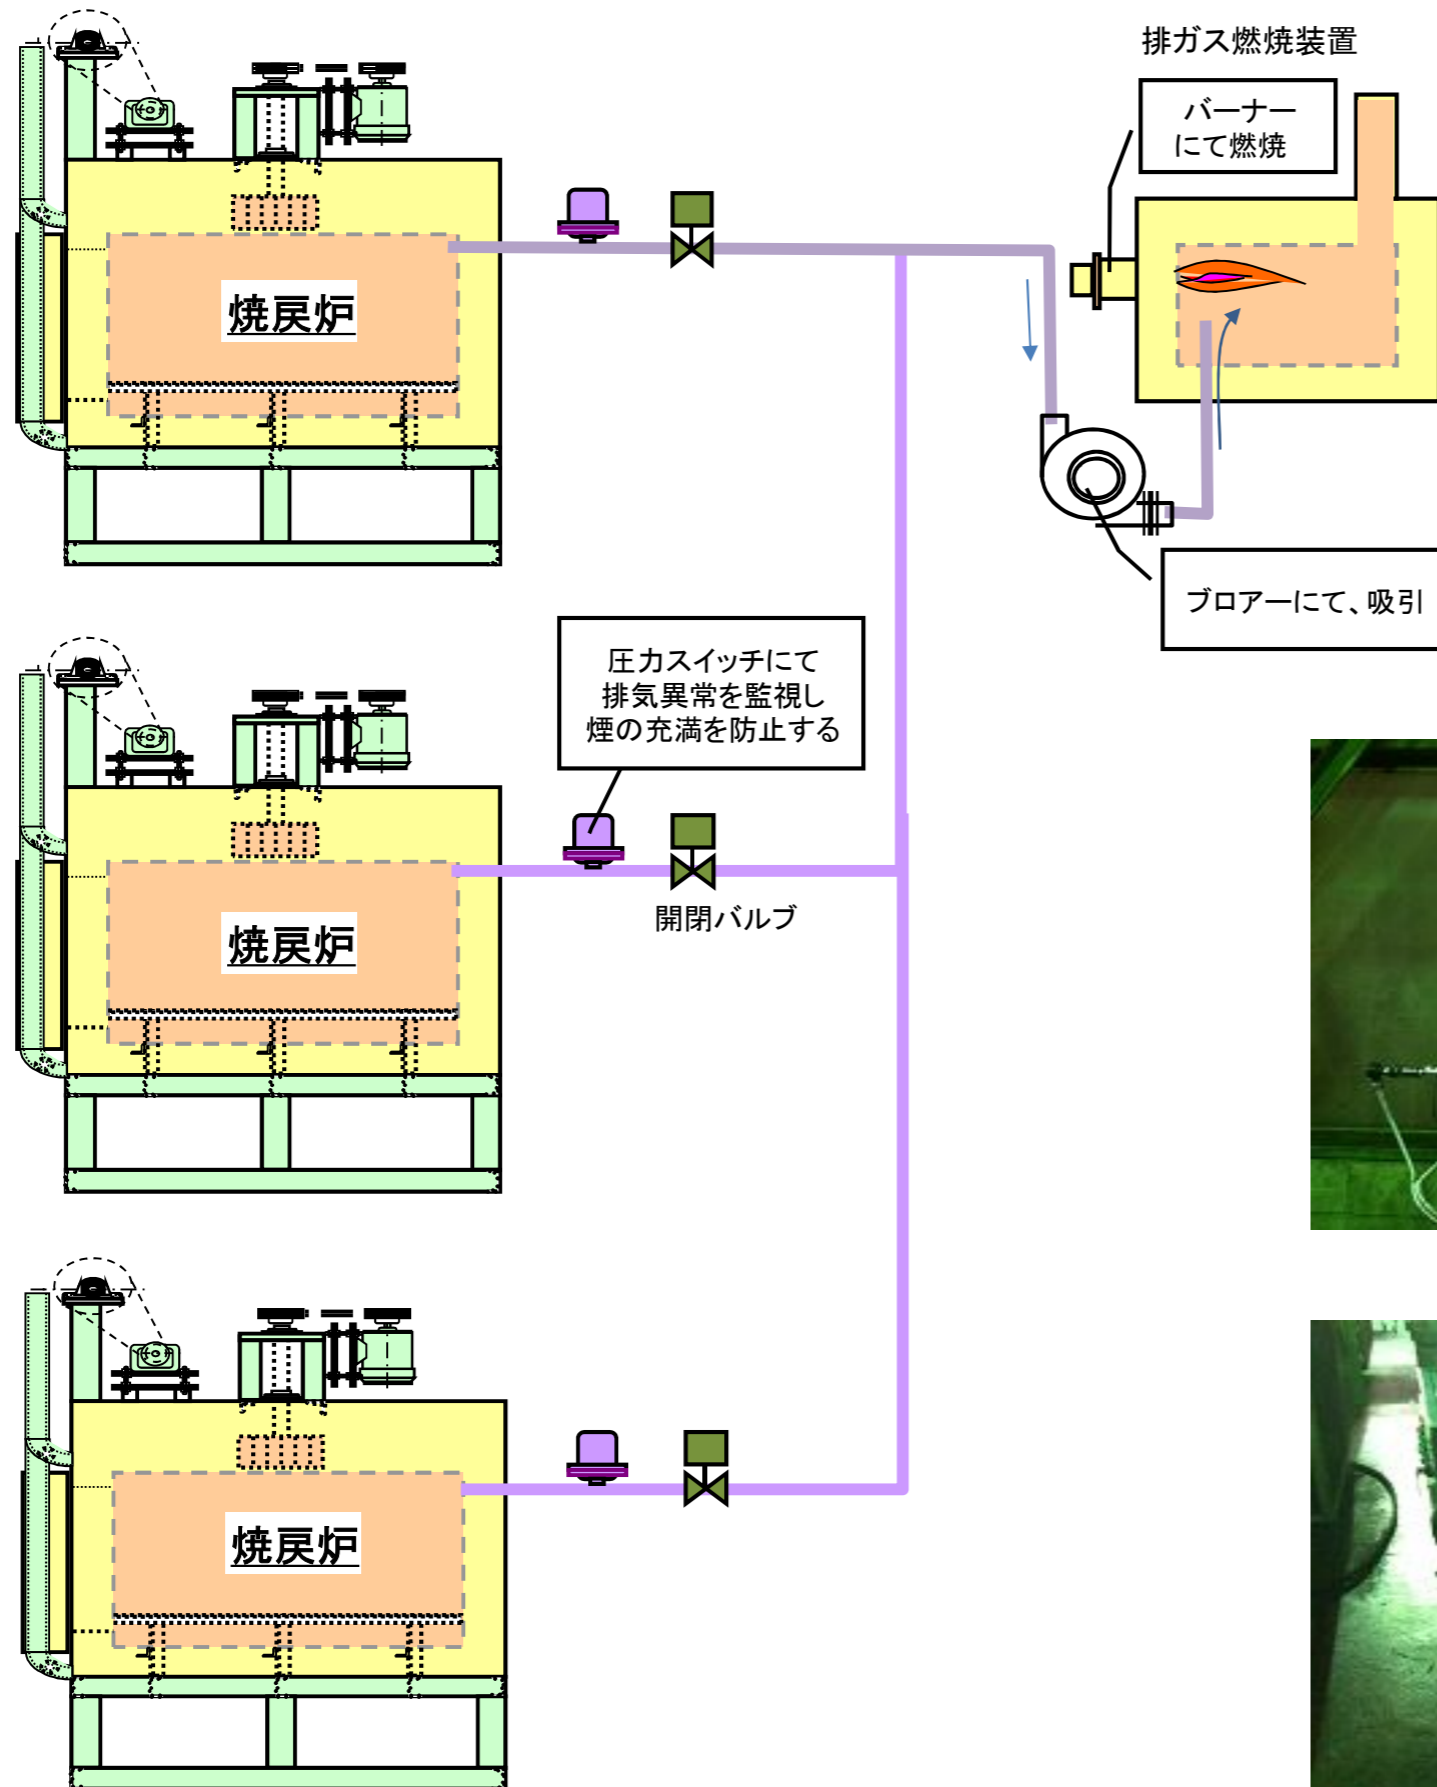 排ガス燃焼装置
バーナー
にて燃焼
焼戻炉
ブロアーにて、吸引
圧力スイッチにて
排気異常を監視し
煙の充満を防止する
開閉バルブ
焼戻炉
焼戻炉